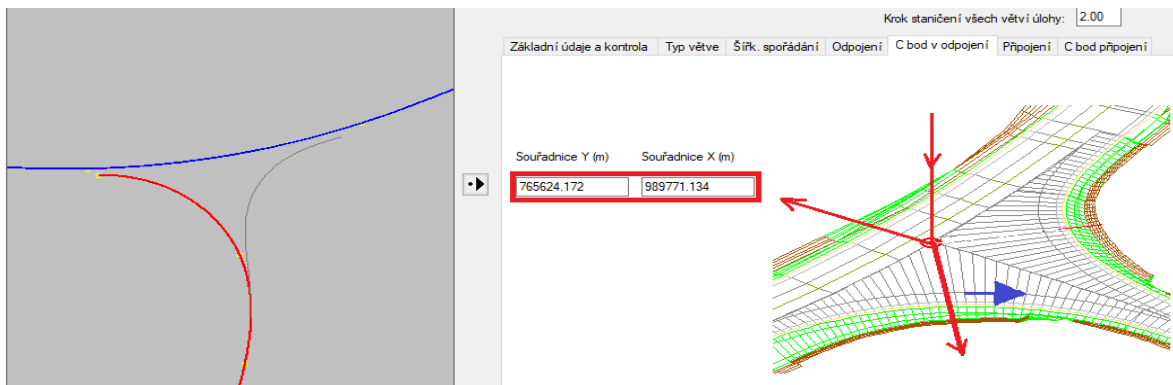 Krok staničení všech větví úlohy: 2.00
Základní údaje a kontrola Typ větve Šířk. spořádání Odpojení C bod v odpojení Připojení C bod připojení
Souřadnice Y (m) Souřadnice X (m)
765624.172 989771.134